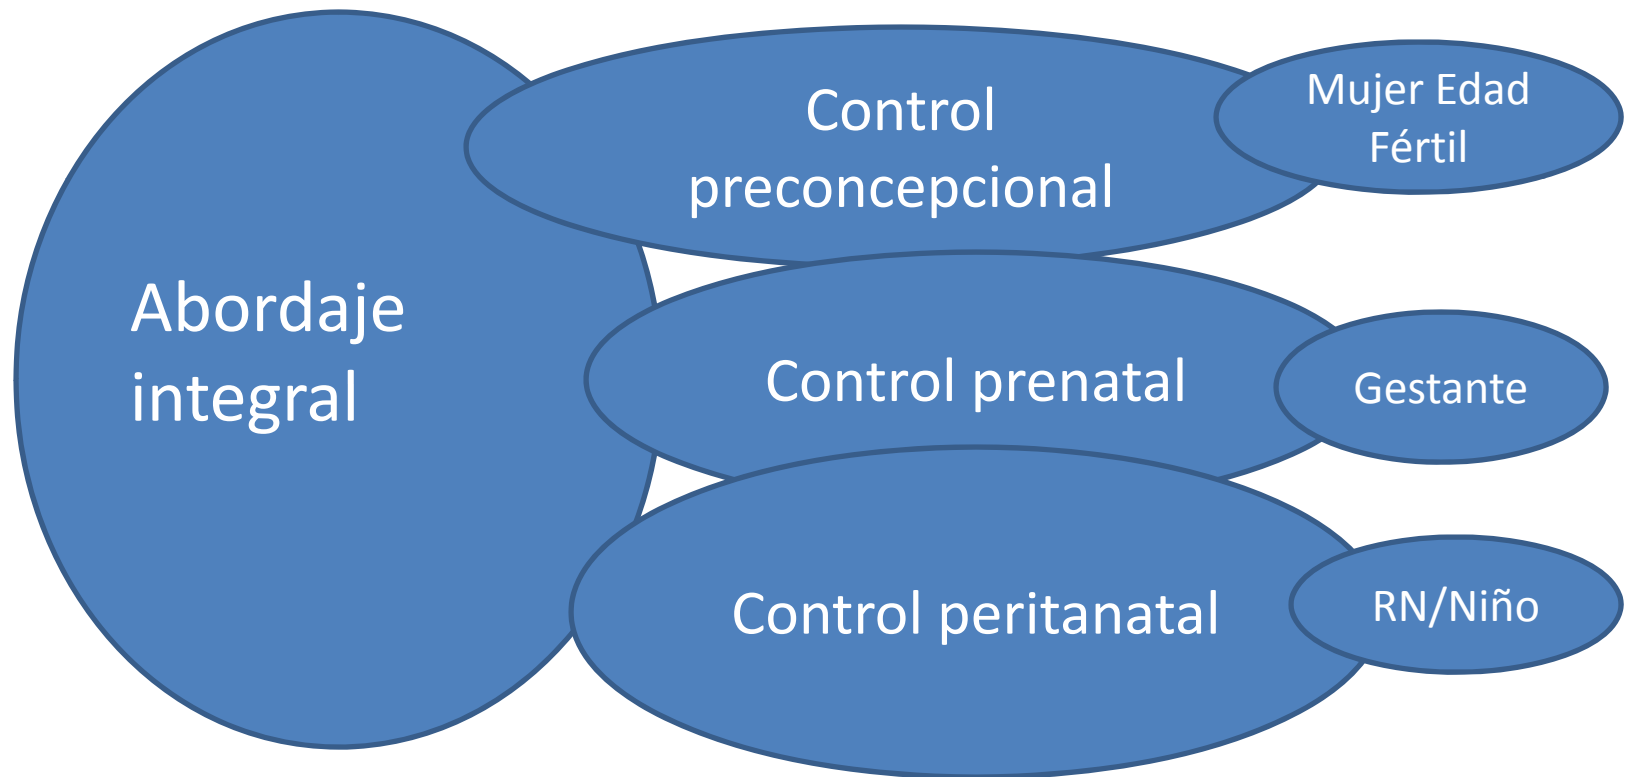 Control
preconcepcional
Mujer Edad
Fértil
Abordaje
integral
Control prenatal
Gestante
Control peritanatal
RN/Niño